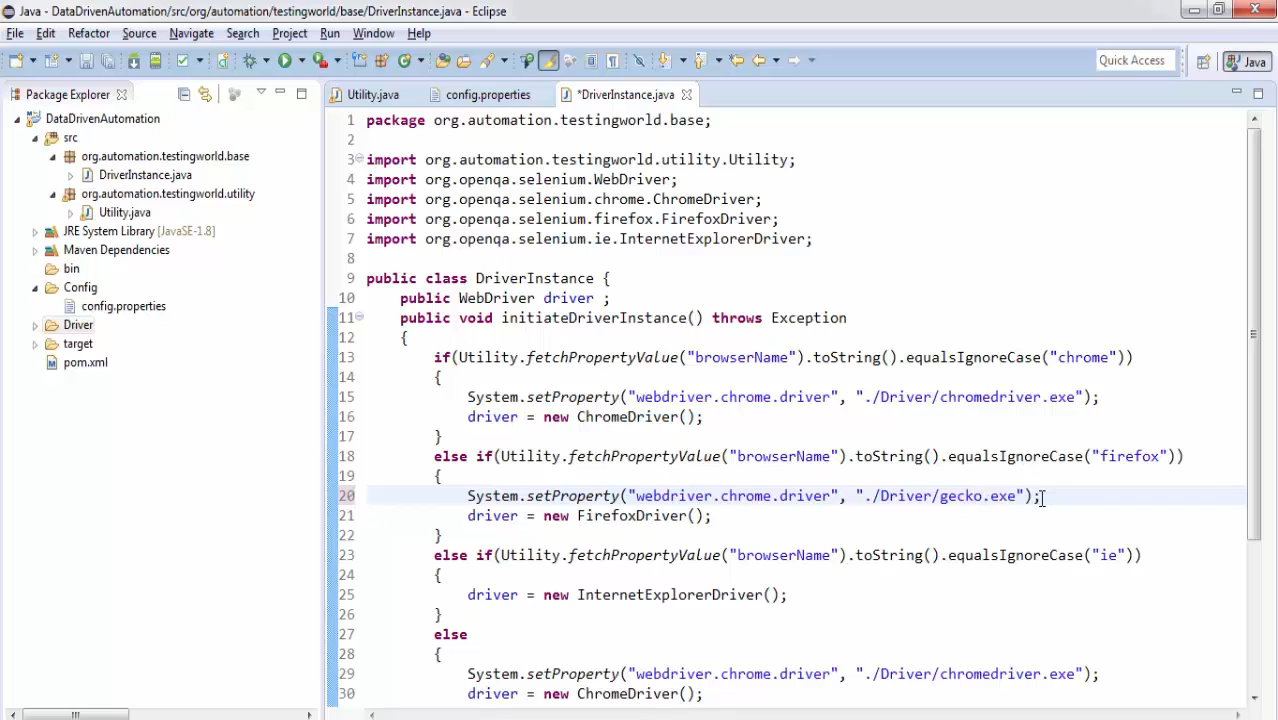 Java - DataDrivenAutomation/src/org/automation/testingworld/base/DriverInstance.java - Eclipse
File Edit Refactor Source Navigate Search Project Run Window Help
Quick Access Java
Package Explorer
DataDrivenAutomation
src
org.automation.testingworld.base
DriverInstance.java
org.automation.testingworld.utility
Utility.java
JRE System Library [JavaSE-1.8]
Maven Dependencies
bin
Config
config.properties
Driver
target
pom.xml
Utility.java config.properties *DriverInstance.java
1 package org.automation.testingworld.base;
2
3 import org.automation.testingworld.utility.Utility;
4 import org.openqa.selenium.WebDriver;
5 import org.openqa.selenium.chrome.ChromeDriver;
6 import org.openqa.selenium.firefox.FirefoxDriver;
7 import org.openqa.selenium.ie.InternetExplorerDriver;
8
9 public class DriverInstance {
10 public WebDriver driver ;
11 public void initiateDriverInstance() throws Exception
12 {
13 if(Utility.fetchPropertyValue("browserName").toString().equalsIgnoreCase("chrome"))
14 {
15 System.setProperty("webdriver.chrome.driver", "./Driver/chromedriver.exe");
16 driver = new ChromeDriver();
17 }
18 else if(Utility.fetchPropertyValue("browserName").toString().equalsIgnoreCase("firefox"))
19 {
20 System.setProperty("webdriver.chrome.driver", "./Driver/gecko.exe");
21 driver = new FirefoxDriver();
22 }
23 else if(Utility.fetchPropertyValue("browserName").toString().equalsIgnoreCase("ie"))
24 {
25 driver = new InternetExplorerDriver();
26 }
27 else
28 {
29 System.setProperty("webdriver.chrome.driver", "./Driver/chromedriver.exe");
30 driver = new ChromeDriver();